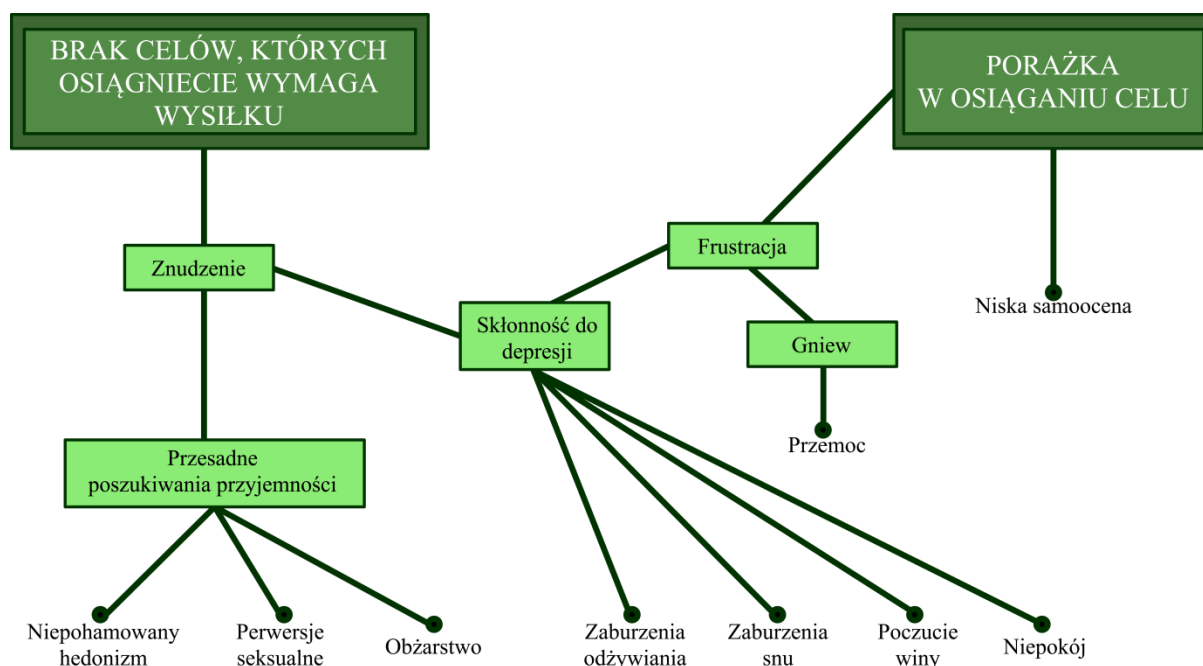 BRAK CELÓW, KTÓRYCH
OSIĄGNIECIE WYMAGA
WYSIŁKU
PORAŻKA
W OSIĄGANIU CELU
Znudzenie
Frustracja
Skłonność do
depresji
Gniew
Niska samoocena
Przemoc
Przesadne
poszukiwania przyjemności
Niepohamowany
hedonizm
Perwersje
seksualne
Obżarstwo
Zaburzenia
odżywiania
Zaburzenia
snu
Poczucie
winy
Niepokój